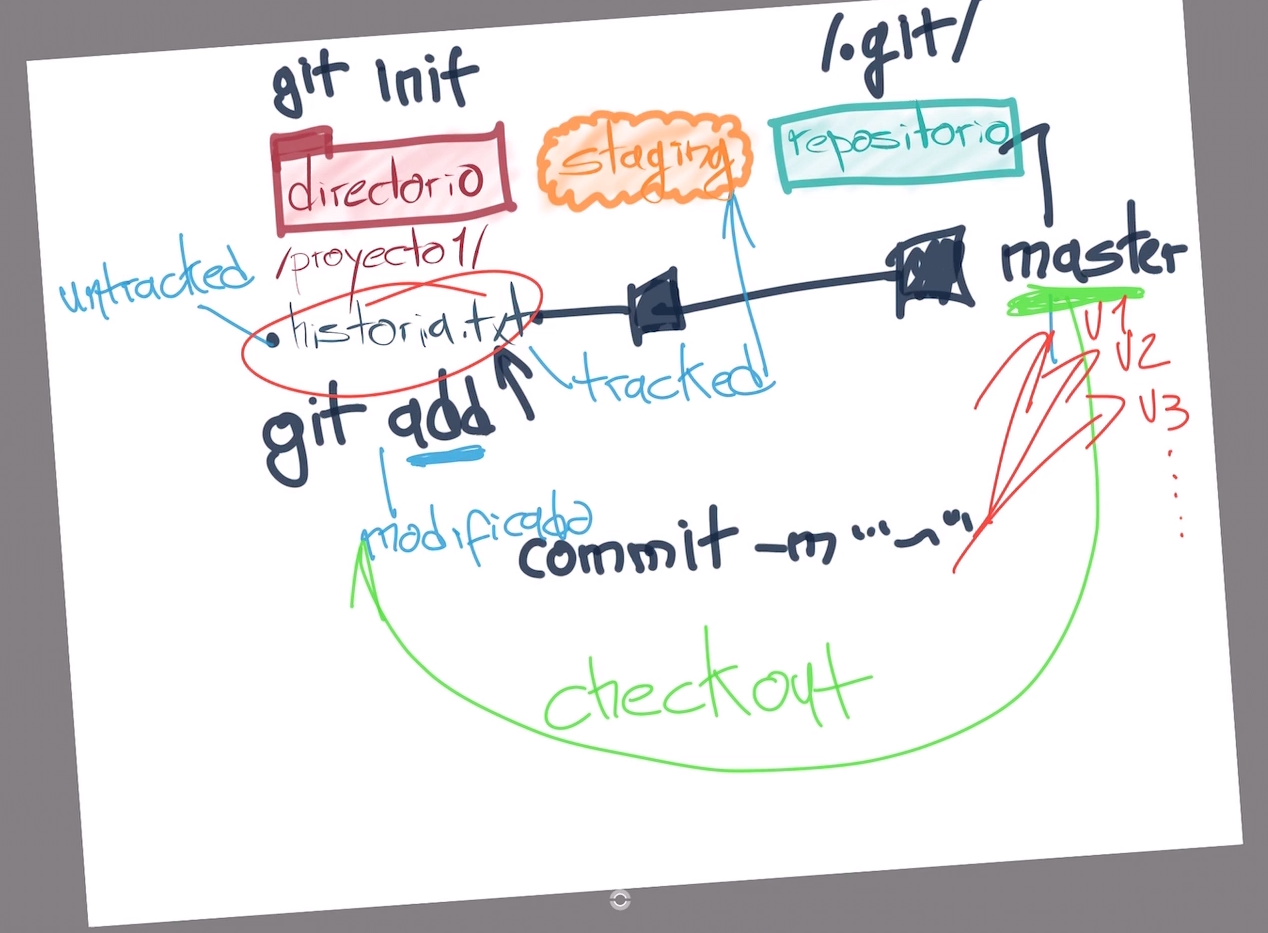 git init
/.git/
directorio
staging
repositorio
/proyecto1/
master
untracked
historia.txt
V1
V2
tracked
V3
git add
modificado
commit -m "'~"
checkout